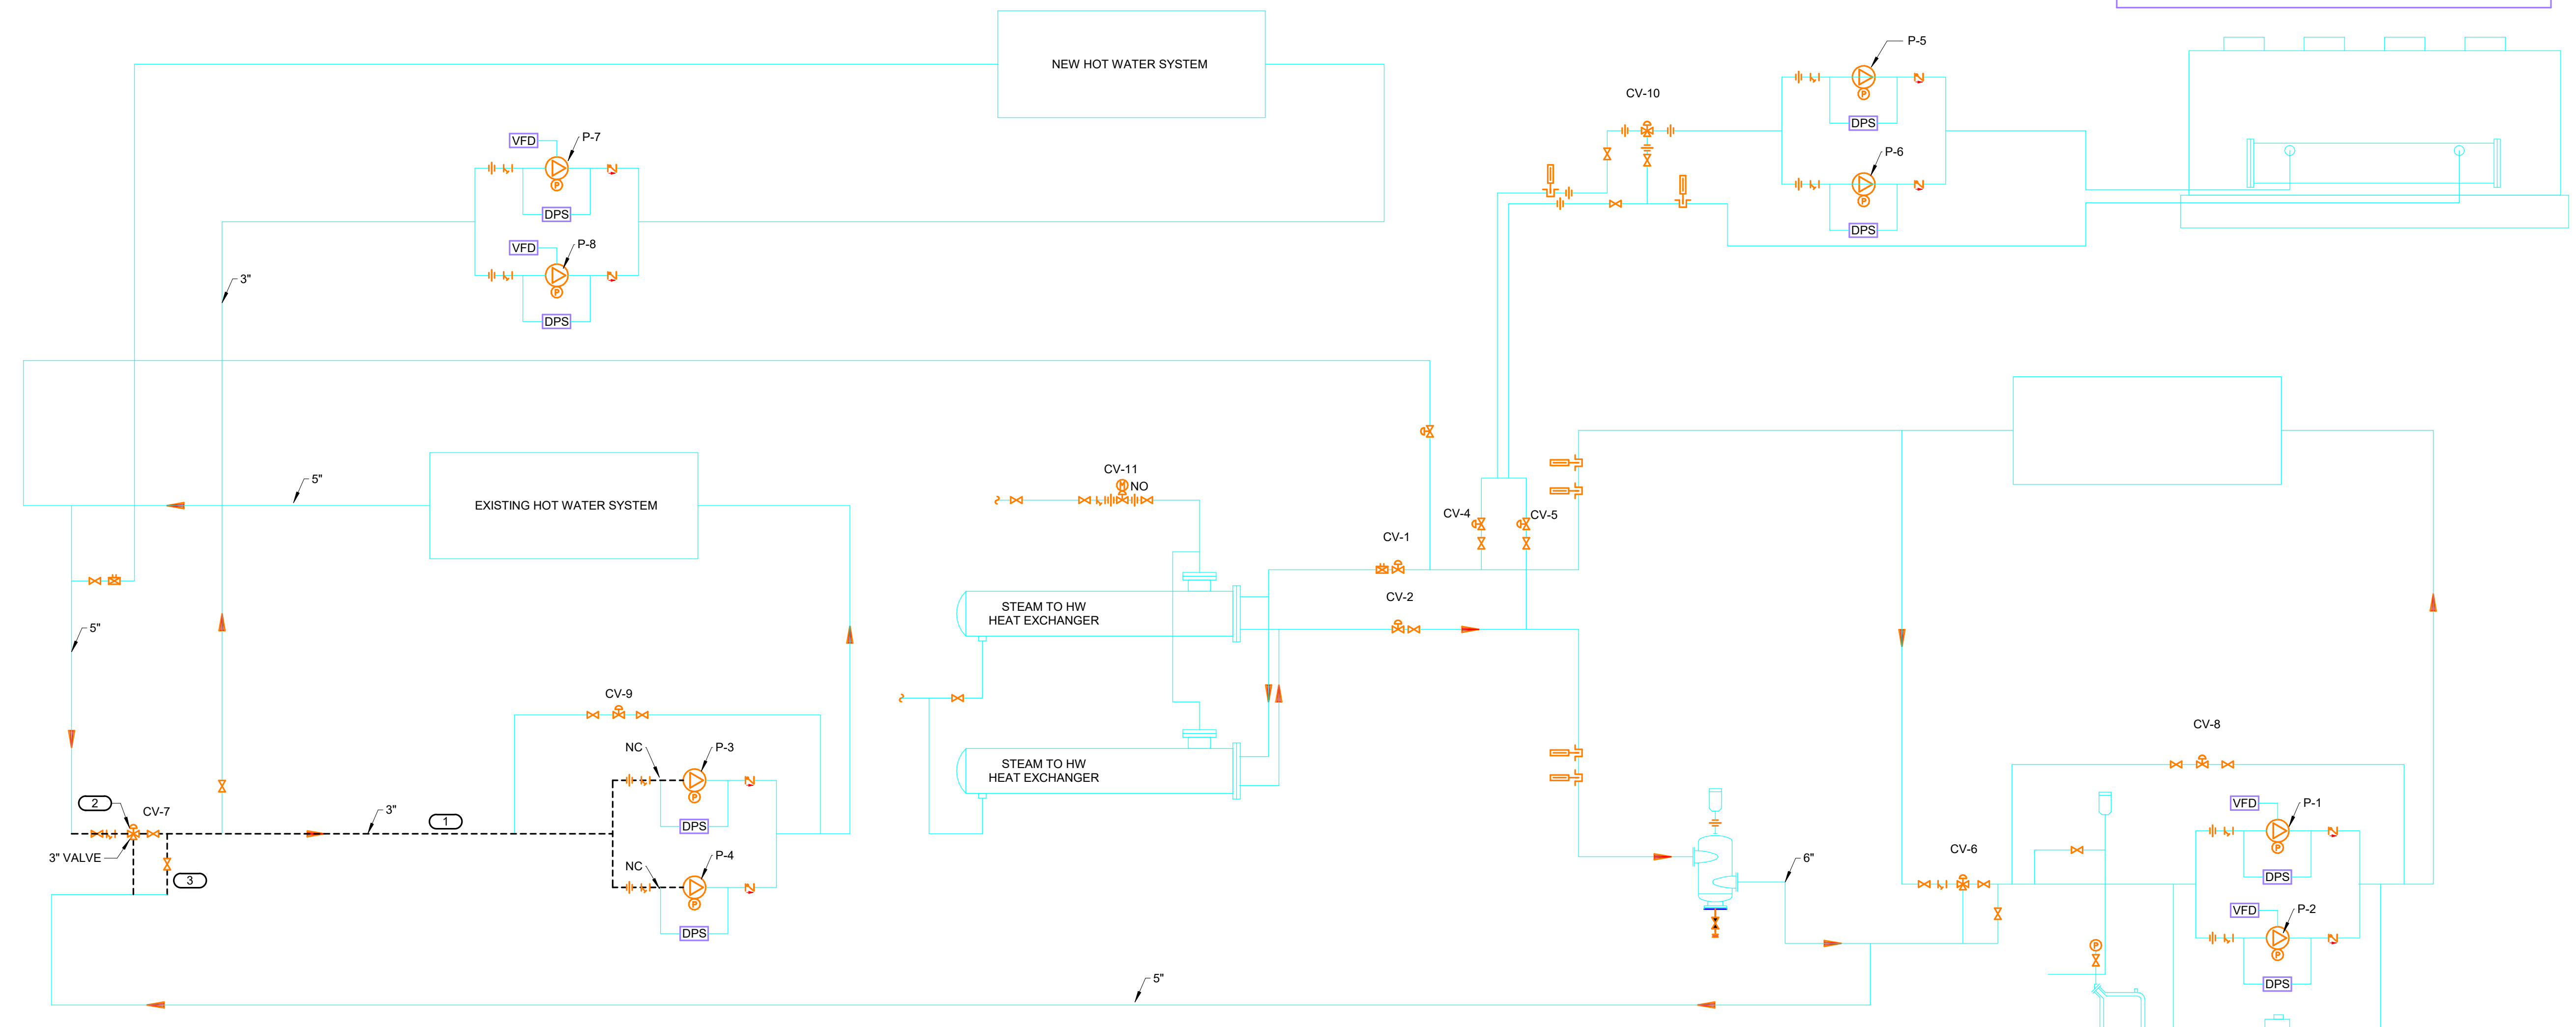 P-5
NEW HOT WATER SYSTEM
CV-10
P
DPS
P-7
VFD
P
DPS
P-6
P
DPS
P-8
VFD
P
DPS
3"
5"
EXISTING HOT WATER SYSTEM
CV-11
M
NO
CV-4
CV-5
CV-1
CV-2
STEAM TO HW
HEAT EXCHANGER
5"
CV-9
NC
P-3
P
DPS
STEAM TO HW
HEAT EXCHANGER
CV-8
2
CV-7
3"
1
3" VALVE
NC
P-4
P
DPS
3
VFD
P-1
P
DPS
CV-6
6"
VFD
P-2
P
DPS
P
5"